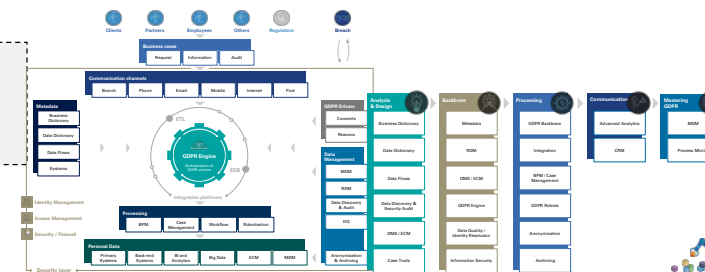 Clients Partners Employees Others Regulators Breach
Business cases
Request Information Audit
Communication channels
Branch Phone Email Mobile Internet Post
Metadata
Business Dictionary
Data Dictionary
Data Flows
Systems
ETL
GDPR Engine
ESB
Integration platforms
GDPR Drivers
Consents
Reasons
Data Management
MDM
RDM
Data Discovery & Audit
DQ
Anonymization & Archiving
Identity Management
Access Management
Security / Firewall
Processing
BPM Case Management Workflow Robotization
Personal Data
Primary Systems Back-end Systems BI and Analytics Big Data ECM MDM
Security layer
Analysis & Design
Business Dictionary
Data Dictionary
Data Flows
Data Discovery & Security Audit
DMS / ECM
Case Tools
Backbone
Metadata
RDM
DMS / ECM
GDPR Engine
Data Quality / Identity Resolution
Information Security
Processing
GDPR Backbone
Integration
BPM / Case Management
GDPR Robots
Anonymization
Archiving
Communication
Advanced Analytics
CRM
Mastering GDPR
MDM